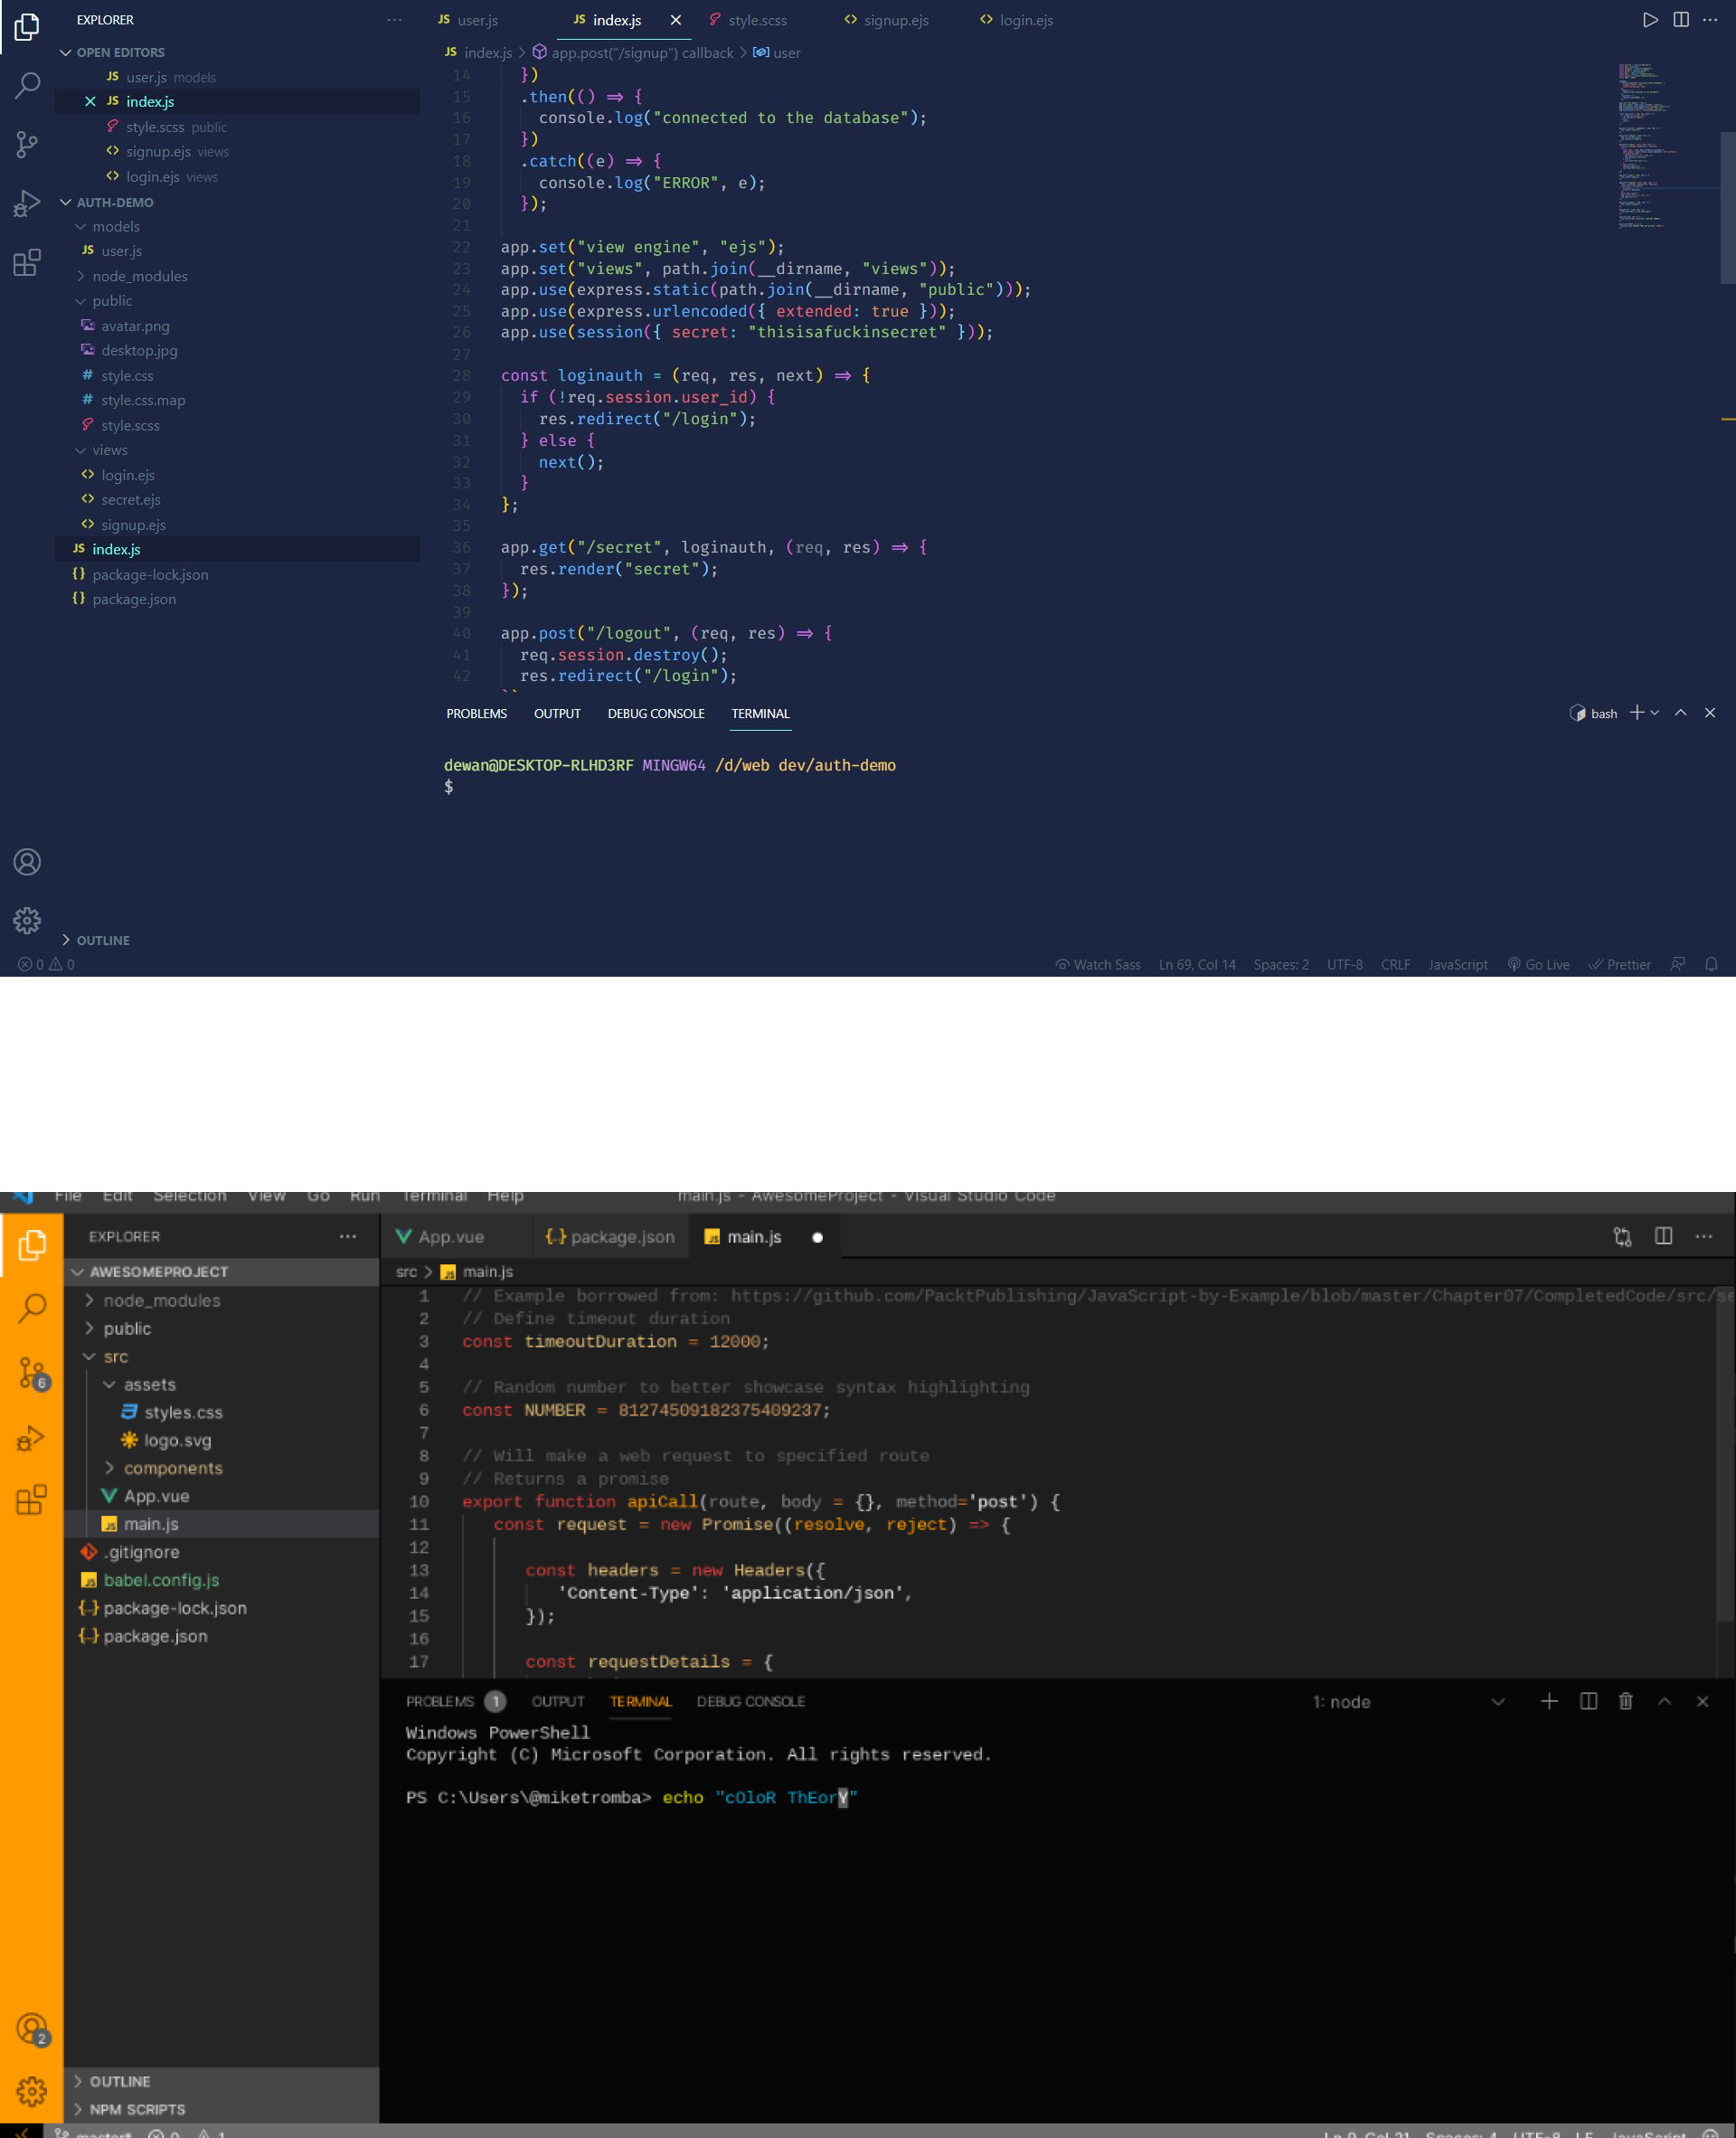 EXPLORER
OPEN EDITORS
JS user.js models
JS index.js
style.scss public
signup.ejs views
login.ejs views
AUTH-DEMO
models
JS user.js
node_modules
public
avatar.png
desktop.jpg
# style.css
# style.css.map
style.scss
views
login.ejs
secret.ejs
signup.ejs
JS index.js
{} package-lock.json
{} package.json
OUTLINE
0 0
JS user.js JS index.js style.scss signup.ejs login.ejs
JS index.js > app.post("/signup") callback > user
14 })
15 .then(() => {
16 console.log("connected to the database");
17 })
18 .catch((e) => {
19 console.log("ERROR", e);
20 });
21
22 app.set("view engine", "ejs");
23 app.set("views", path.join(__dirname, "views"));
24 app.use(express.static(path.join(__dirname, "public")));
25 app.use(express.urlencoded({ extended: true }));
26 app.use(session({ secret: "thisisafuckinsecret" }));
27
28 const loginauth = (req, res, next) => {
29 if (!req.session.user_id) {
30 res.redirect("/login");
31 } else {
32 next();
33 }
34 };
35
36 app.get("/secret", loginauth, (req, res) => {
37 res.render("secret");
38 });
39
40 app.post("/logout", (req, res) => {
41 req.session.destroy();
42 res.redirect("/login");
PROBLEMS OUTPUT DEBUG CONSOLE TERMINAL bash
dewan@DESKTOP-RLHD3RF MINGW64 /d/web dev/auth-demo
$
Watch Sass Ln 69, Col 14 Spaces: 2 UTF-8 CRLF JavaScript Go Live Prettier
File Edit Selection View Go Run Terminal Help main.js - AwesomeProject - Visual Studio Code
EXPLORER
AWESOMEPROJECT
node_modules
public
src
assets
styles.css
logo.svg
components
App.vue
JS main.js
.gitignore
JS babel.config.js
{..} package-lock.json
{..} package.json
OUTLINE
NPM SCRIPTS
6
2
App.vue {..} package.json JS main.js
src > JS main.js
1 // Example borrowed from: https://github.com/PacktPublishing/JavaScript-by-Example/blob/master/Chapter07/CompletedCode/src/se
2 // Define timeout duration
3 const timeoutDuration = 12000;
4
5 // Random number to better showcase syntax highlighting
6 const NUMBER = 81274509182375409237;
7
8 // Will make a web request to specified route
9 // Returns a promise
10 export function apiCall(route, body = {}, method='post') {
11 const request = new Promise((resolve, reject) => {
12
13 const headers = new Headers({
14 'Content-Type': 'application/json',
15 });
16
17 const requestDetails = {
PROBLEMS 1 OUTPUT TERMINAL DEBUG CONSOLE 1: node
Windows PowerShell
Copyright (C) Microsoft Corporation. All rights reserved.
PS C:\Users\@miketromba> echo "cOloR ThEorY"
master* 0 1 Ln 9, Col 21 Spaces: 4 UTF-8 LF JavaScript